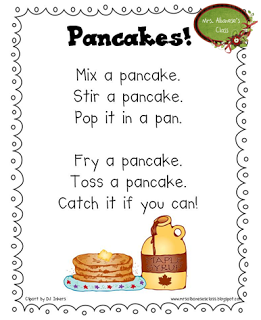 Mrs. Albanese's
Class
Pancakes!
Mix a pancake.
Stir a pancake.
Pop it in a pan.
Fry a pancake.
Toss a pancake.
Catch it if you can!
MAPLE
SYRUP
Clipart by DJ Inkers
www.mrsalbaneseskids.blogspot.com